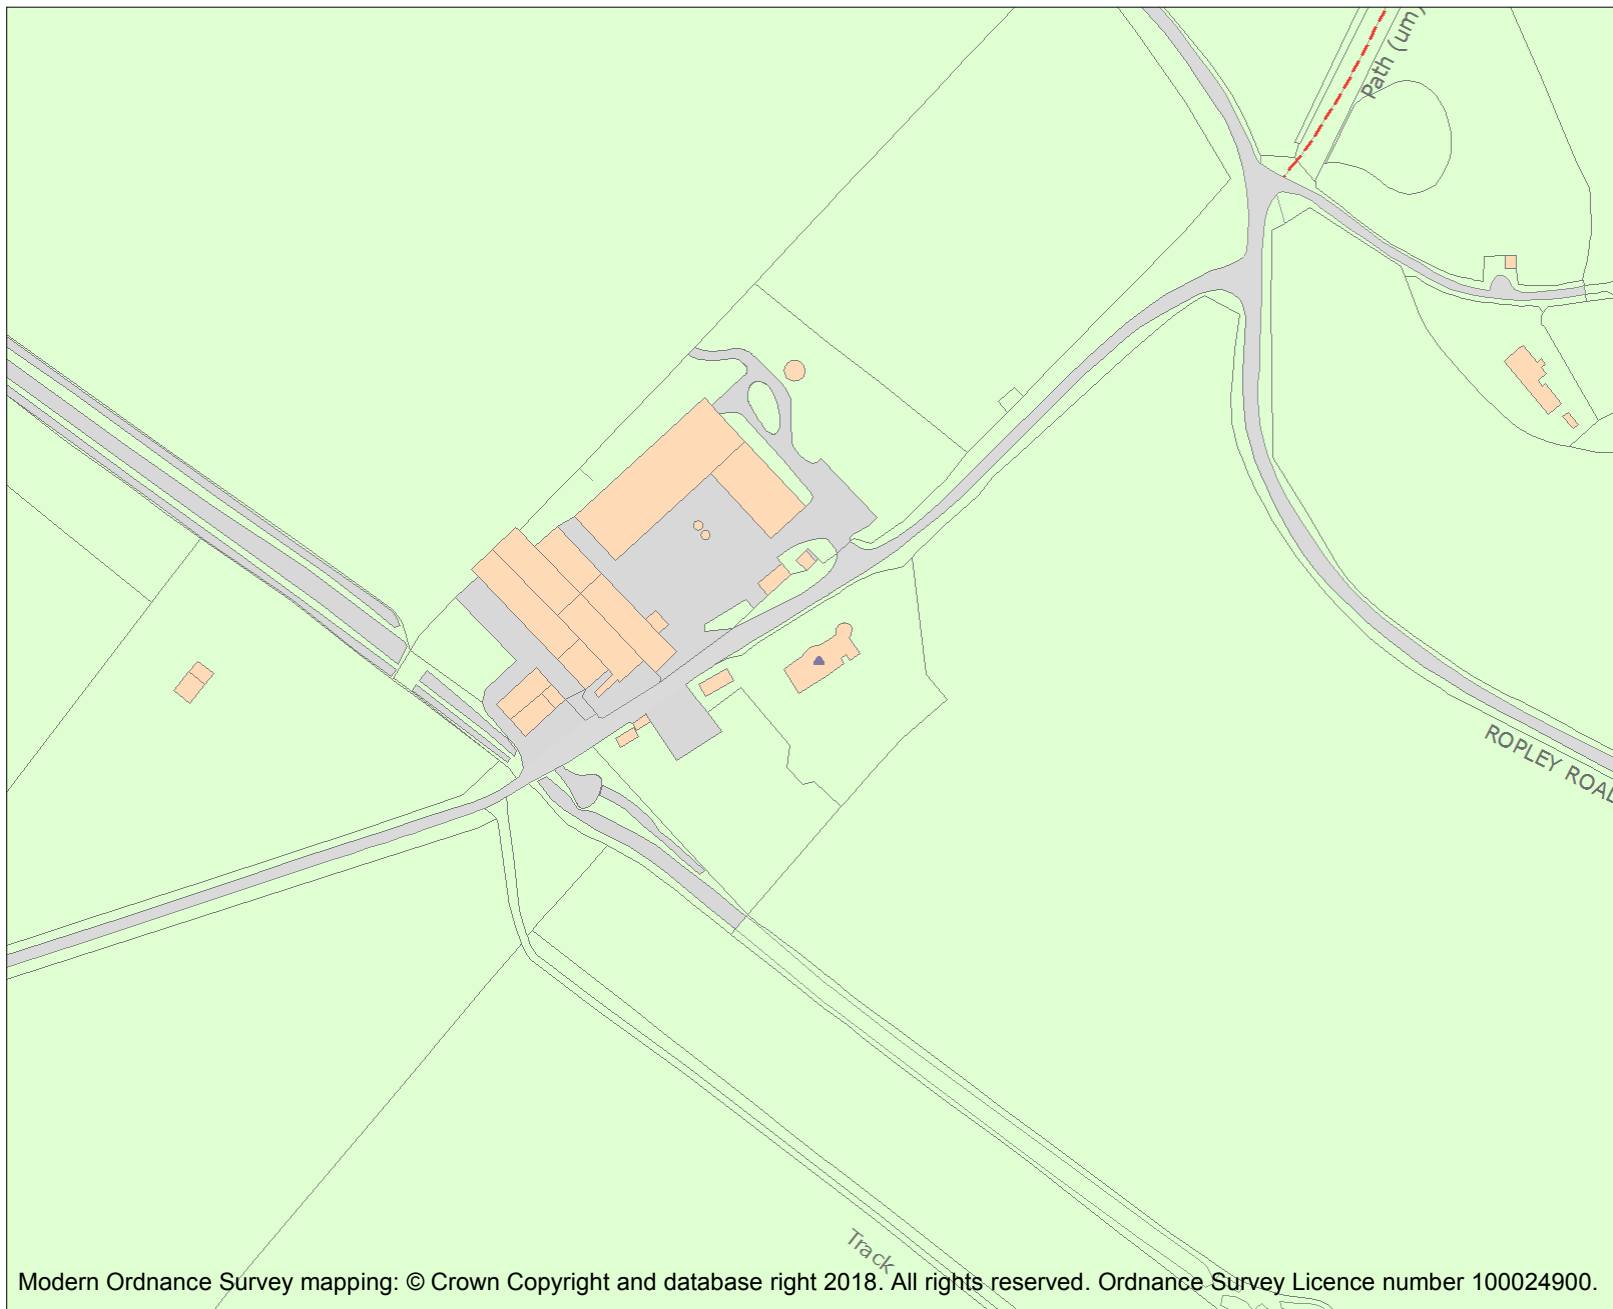 Path (um)
ROPLEY ROAD
Track
Modern Ordnance Survey mapping: © Crown Copyright and database right 2018. All rights reserved. Ordnance Survey Licence number 100024900.